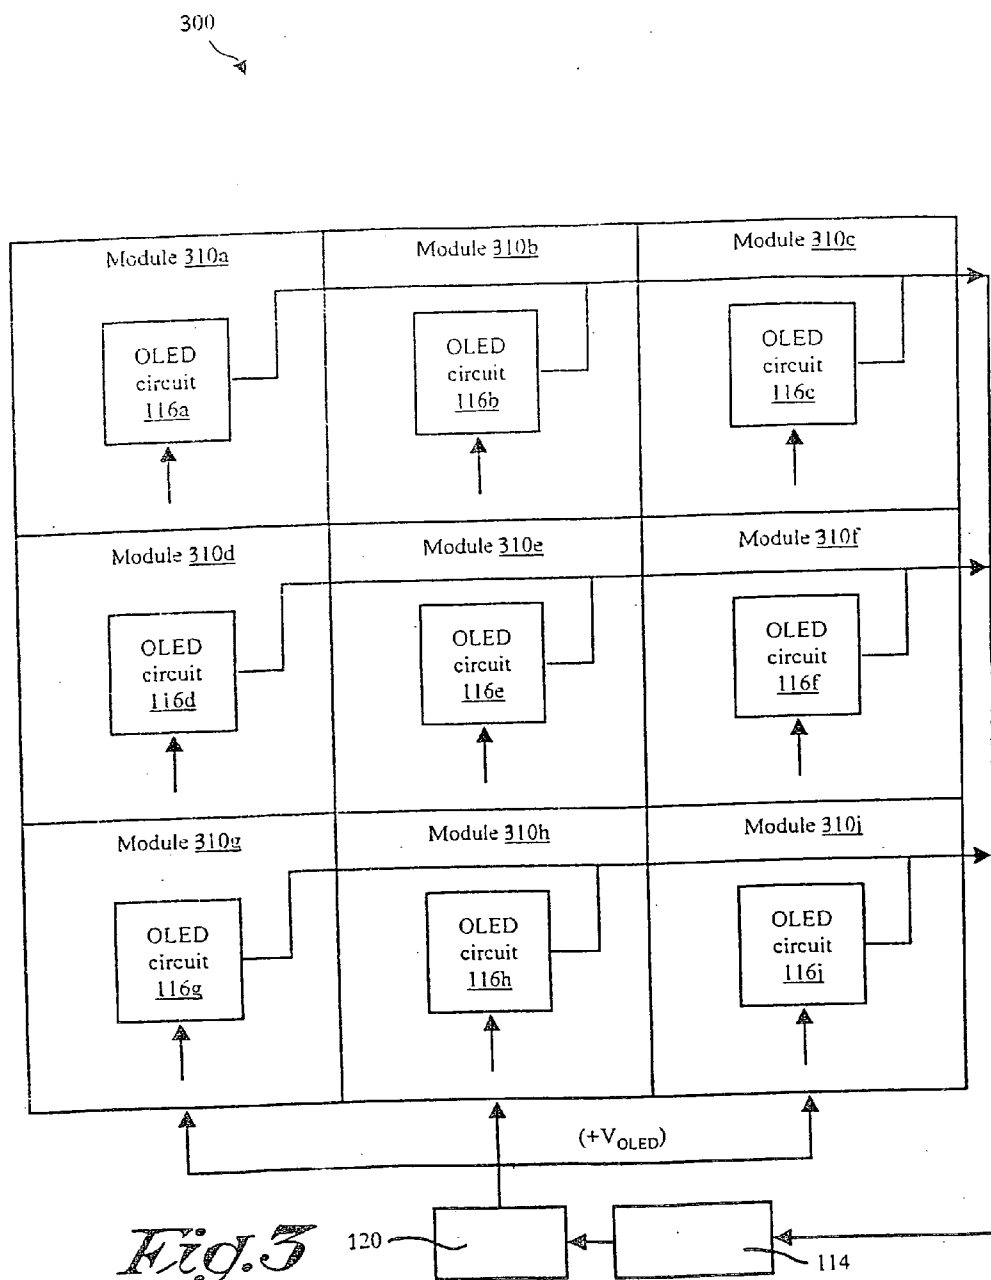 300
Module 310a
Module 310b
Module 310c
OLED
circuit
116a
OLED
circuit
116b
OLED
circuit
116c
Module 310d
Module 310e
Module 310f
OLED
circuit
116d
OLED
circuit
116e
OLED
circuit
116f
Module 310g
Module 310h
Module 310j
OLED
circuit
116g
OLED
circuit
116h
OLED
circuit
116j
(+VOLED)
Fig.3
120
114